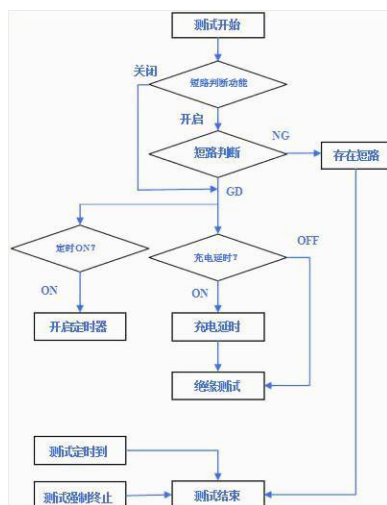 测试开始
关闭
短路判断功能
开启
NG
短路判断
存在短路
GD
定时ON?
充电延时?
OFF
ON
ON
开启定时器
充电延时
绝缘测试
测试定时到
测试强制终止
测试结束